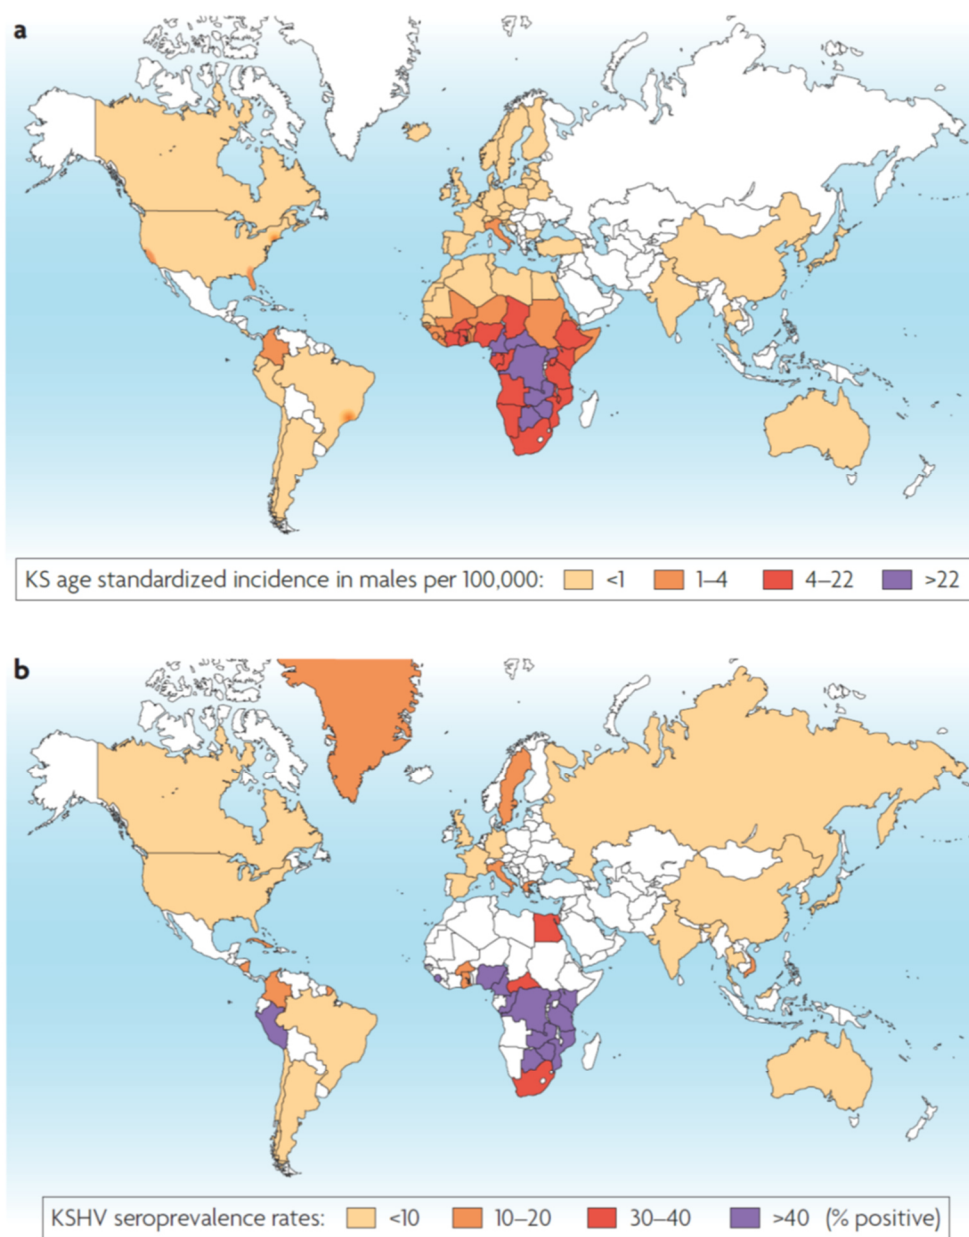 a
KS age standardized incidence in males per 100,000: <1 1–4 4–22 >22
b
KSHV seroprevalence rates: <10 10–20 30–40 >40 (% positive)